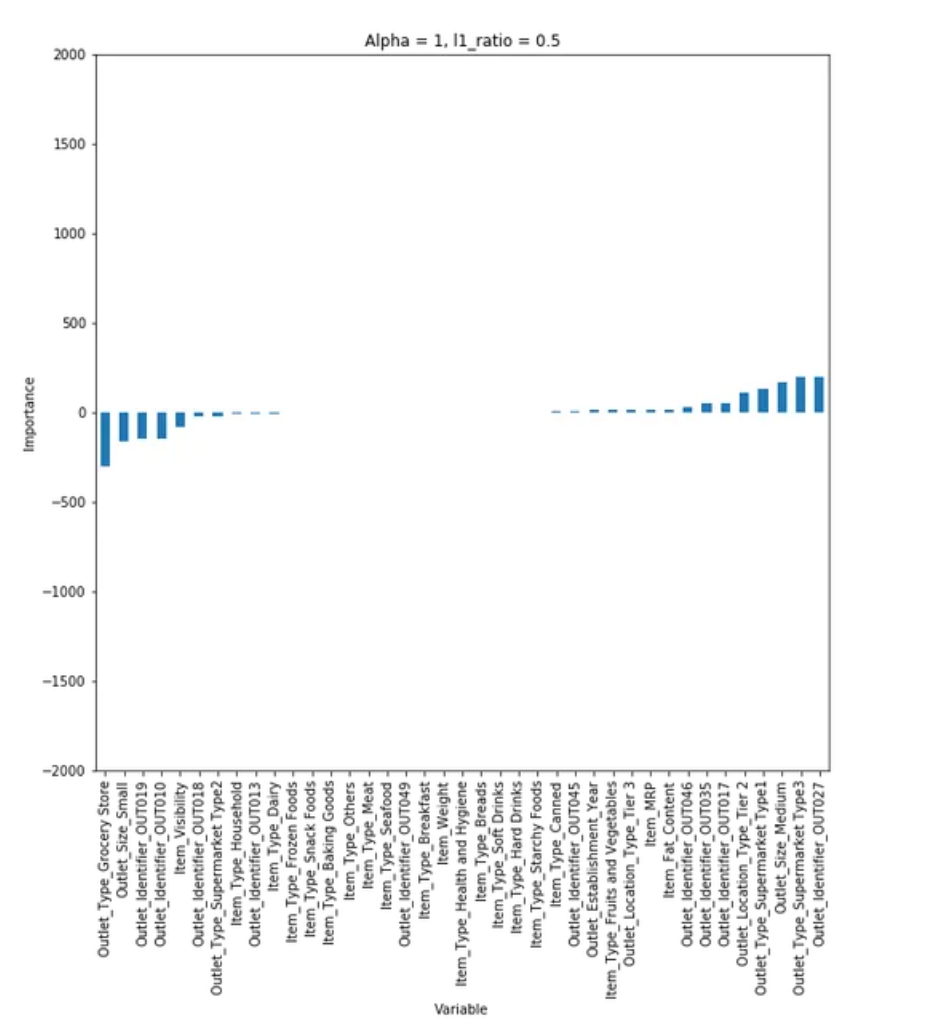 Alpha = 1, l1_ratio = 0.5
2000
1500
1000
500
0
−500
−1000
−1500
−2000
Importance
Outlet_Type_Grocery Store
Outlet_Size_Small
Outlet_Identifier_OUT019
Outlet_Identifier_OUT010
Item_Visibility
Outlet_Identifier_OUT018
Outlet_Type_Supermarket Type2
Item_Type_Household
Outlet_Identifier_OUT013
Item_Type_Dairy
Item_Type_Frozen Foods
Item_Type_Snack Foods
Item_Type_Baking Goods
Item_Type_Others
Item_Type_Meat
Item_Type_Seafood
Outlet_Identifier_OUT049
Item_Type_Breakfast
Item_Weight
Item_Type_Health and Hygiene
Item_Type_Breads
Item_Type_Soft Drinks
Item_Type_Hard Drinks
Item_Type_Starchy Foods
Item_Type_Canned
Outlet_Identifier_OUT045
Outlet_Establishment_Year
Item_Type_Fruits and Vegetables
Outlet_Location_Type_Tier 3
Item_MRP
Item_Fat_Content
Outlet_Identifier_OUT046
Outlet_Identifier_OUT035
Outlet_Identifier_OUT017
Outlet_Location_Type_Tier 2
Outlet_Type_Supermarket Type1
Outlet_Size_Medium
Outlet_Type_Supermarket Type3
Outlet_Identifier_OUT027
Variable